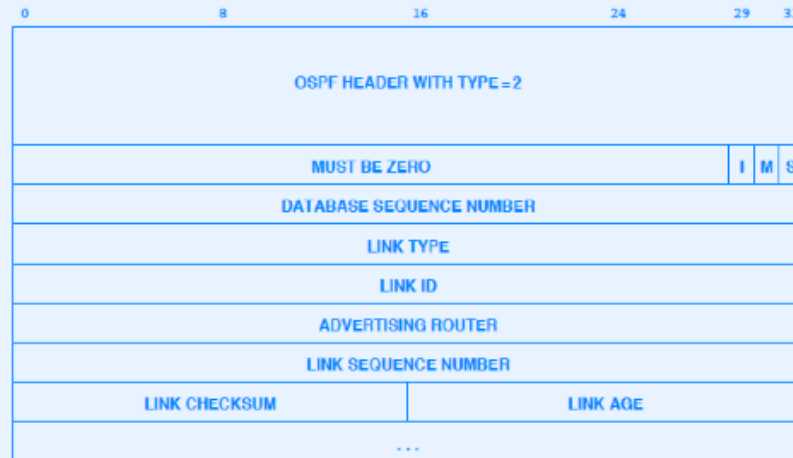 0 8 16 24 29
OSPF HEADER WITH TYPE=2
MUST BE ZERO I M S
DATABASE SEQUENCE NUMBER
LINK TYPE
LINK ID
ADVERTISING ROUTER
LINK SEQUENCE NUMBER
LINK CHECKSUM LINK AGE
...